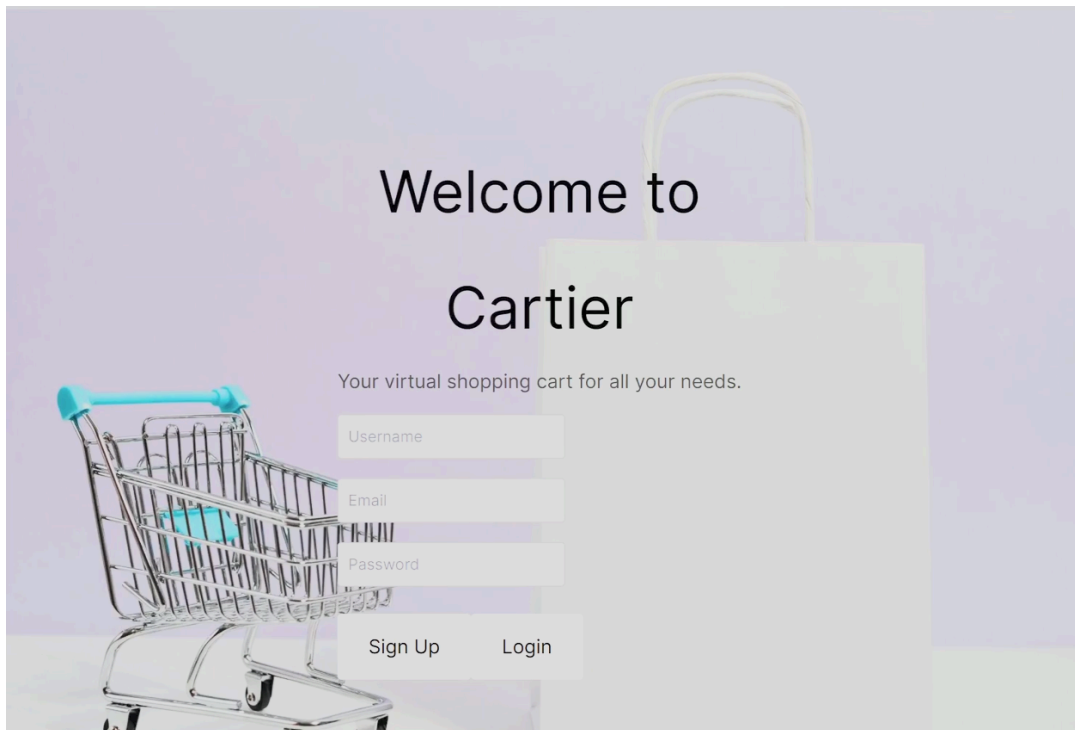 Welcome to
Cartier
Your virtual shopping cart for all your needs.
Username
Email
Password
Sign Up Login